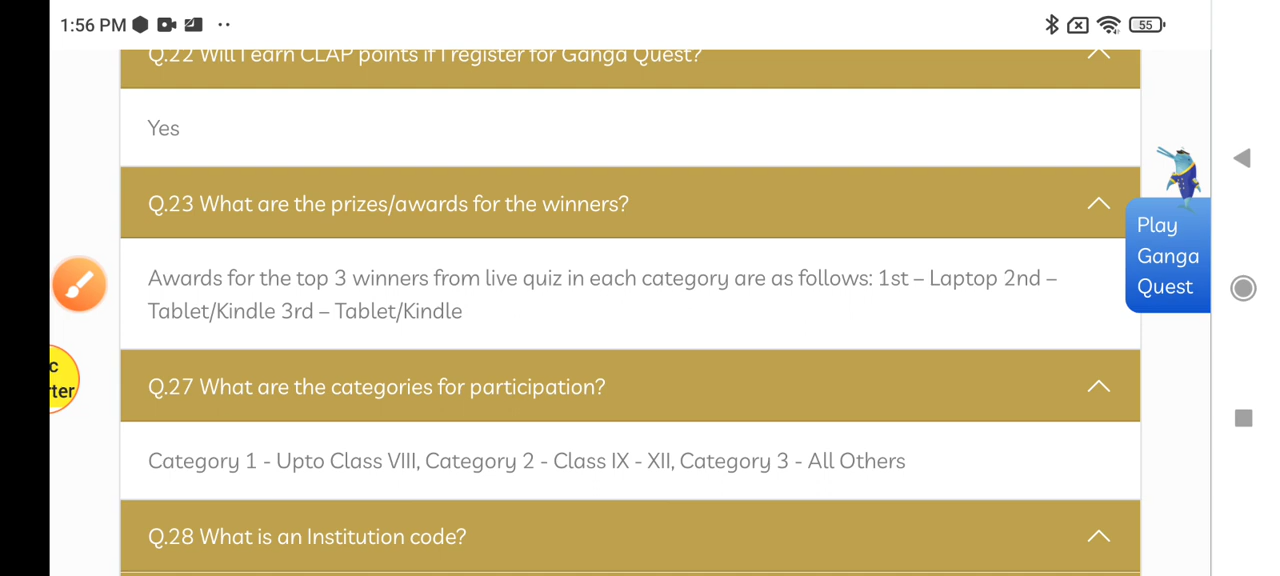 1:56 PM
55
Q.22 Will I earn CLAP points if I register for Ganga Quest?
Yes
Q.23 What are the prizes/awards for the winners?
Awards for the top 3 winners from live quiz in each category are as follows: 1st – Laptop 2nd –
Tablet/Kindle 3rd – Tablet/Kindle
Play
Ganga
Quest
c
ter
Q.27 What are the categories for participation?
Category 1 - Upto Class VIII, Category 2 - Class IX - XII, Category 3 - All Others
Q.28 What is an Institution code?